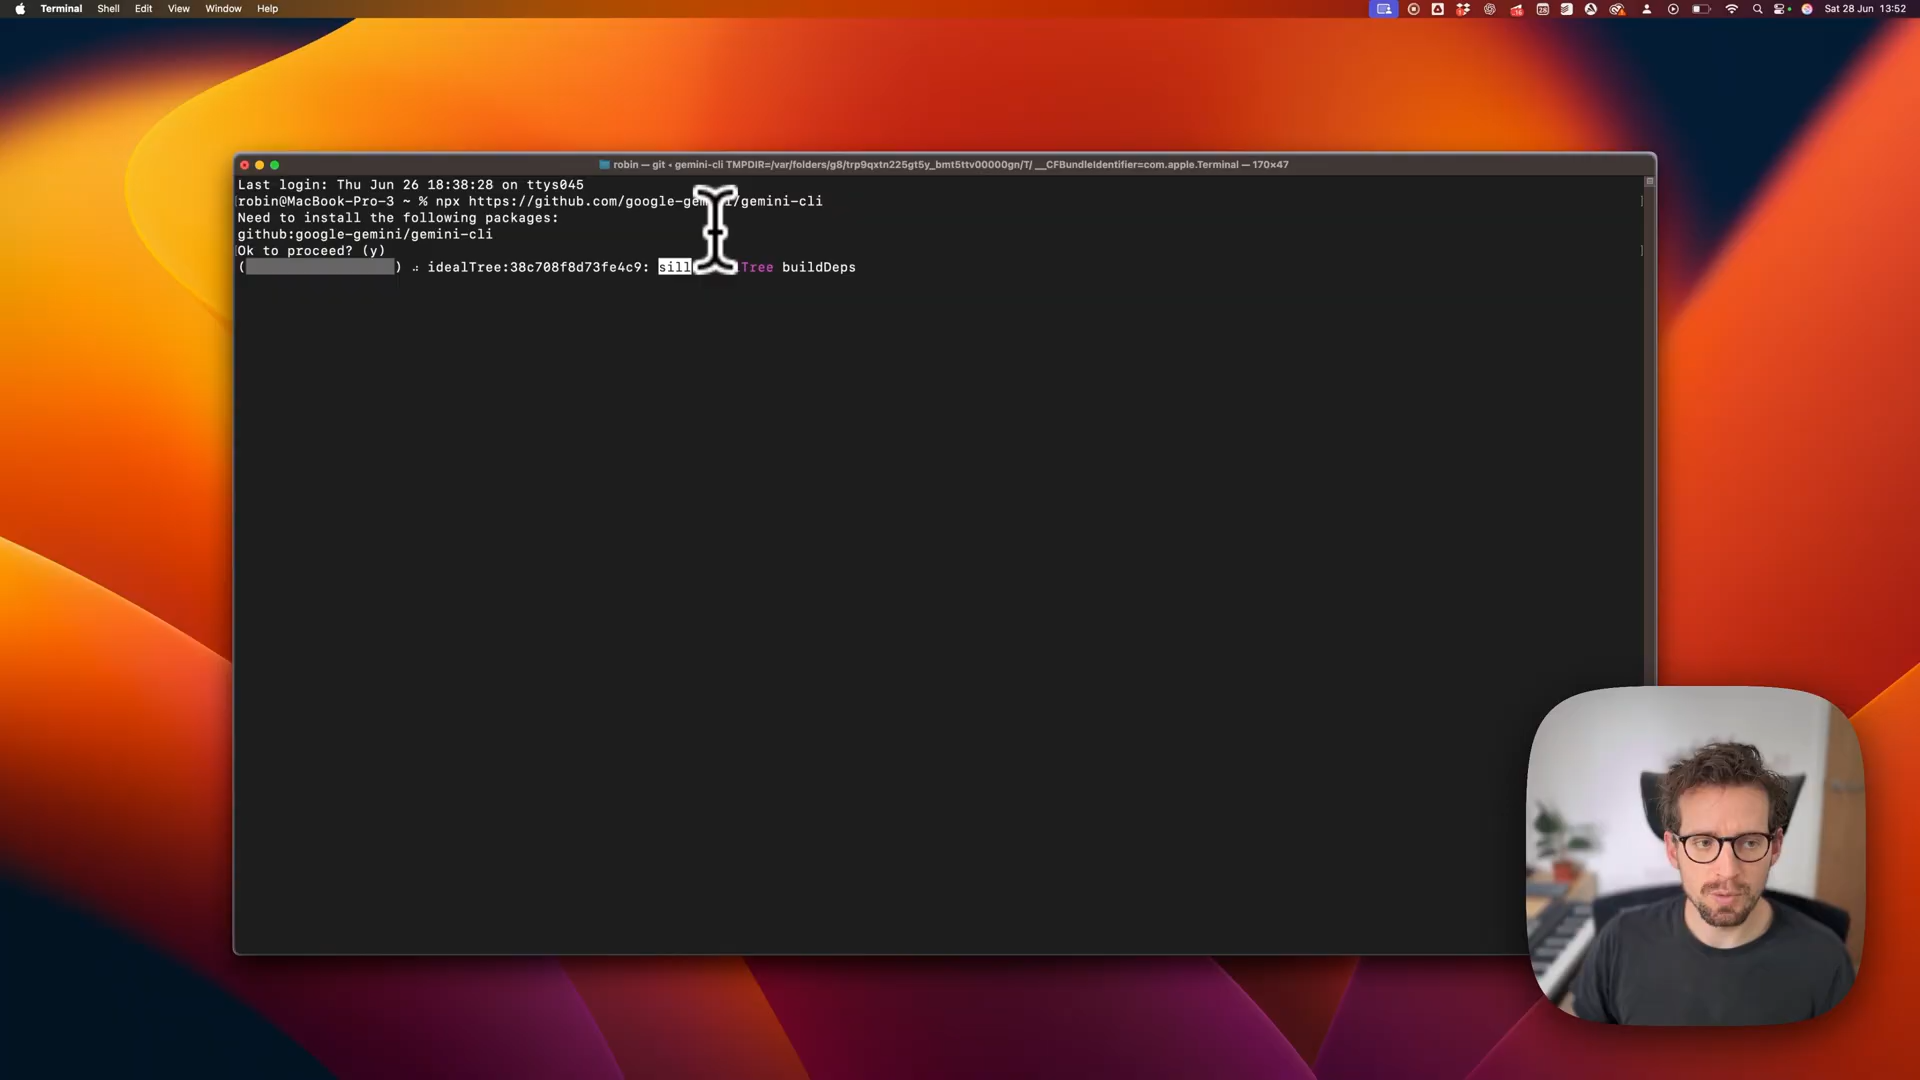 Terminal Shell Edit View Window Help Sat 28 Jun 13:52
robin — git ◂ gemini-cli TMPDIR=/var/folders/g8/trp9qxtn225gt5y_bmt5ttv00000gn/T/ __CFBundleIdentifier=com.apple.Terminal — 170×47
Last login: Thu Jun 26 18:38:28 on ttys045
robin@MacBook-Pro-3 ~ % npx https://github.com/google-gemini/gemini-cli
Need to install the following packages:
github:google-gemini/gemini-cli
Ok to proceed? (y)
( ) ⠴ idealTree:38c708f8d73fe4c9: sill idealTree buildDeps